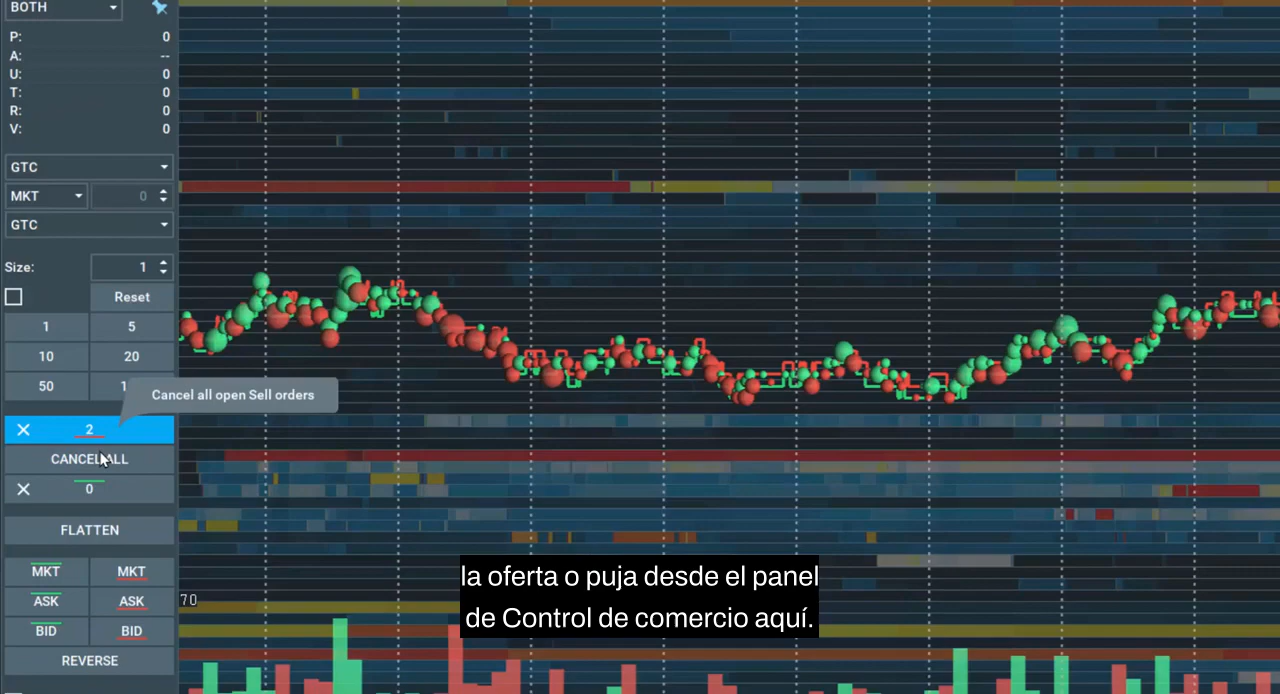 BOTH
P: 0
A: --
U: 0
T: 0
R: 0
V: 0
GTC
MKT 0
GTC
Size: 1
Reset
1 5
10 20
50
Cancel all open Sell orders
2
CANCEL ALL
0
FLATTEN
MKT MKT
ASK ASK
70
BID BID
REVERSE
la oferta o puja desde el panel
de Control de comercio aquí.